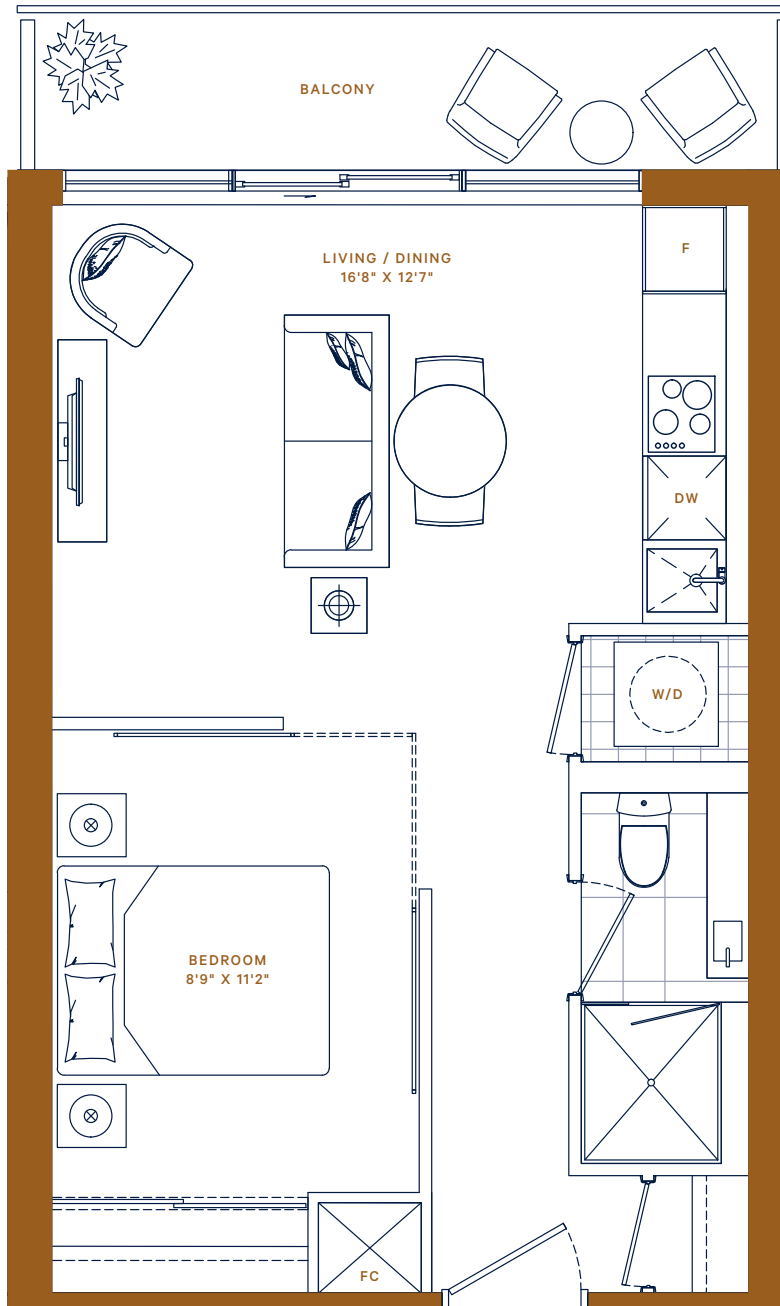 BALCONY
LIVING / DINING
16'8" X 12'7"
F
DW
W/D
BEDROOM
8'9" X 11'2"
FC